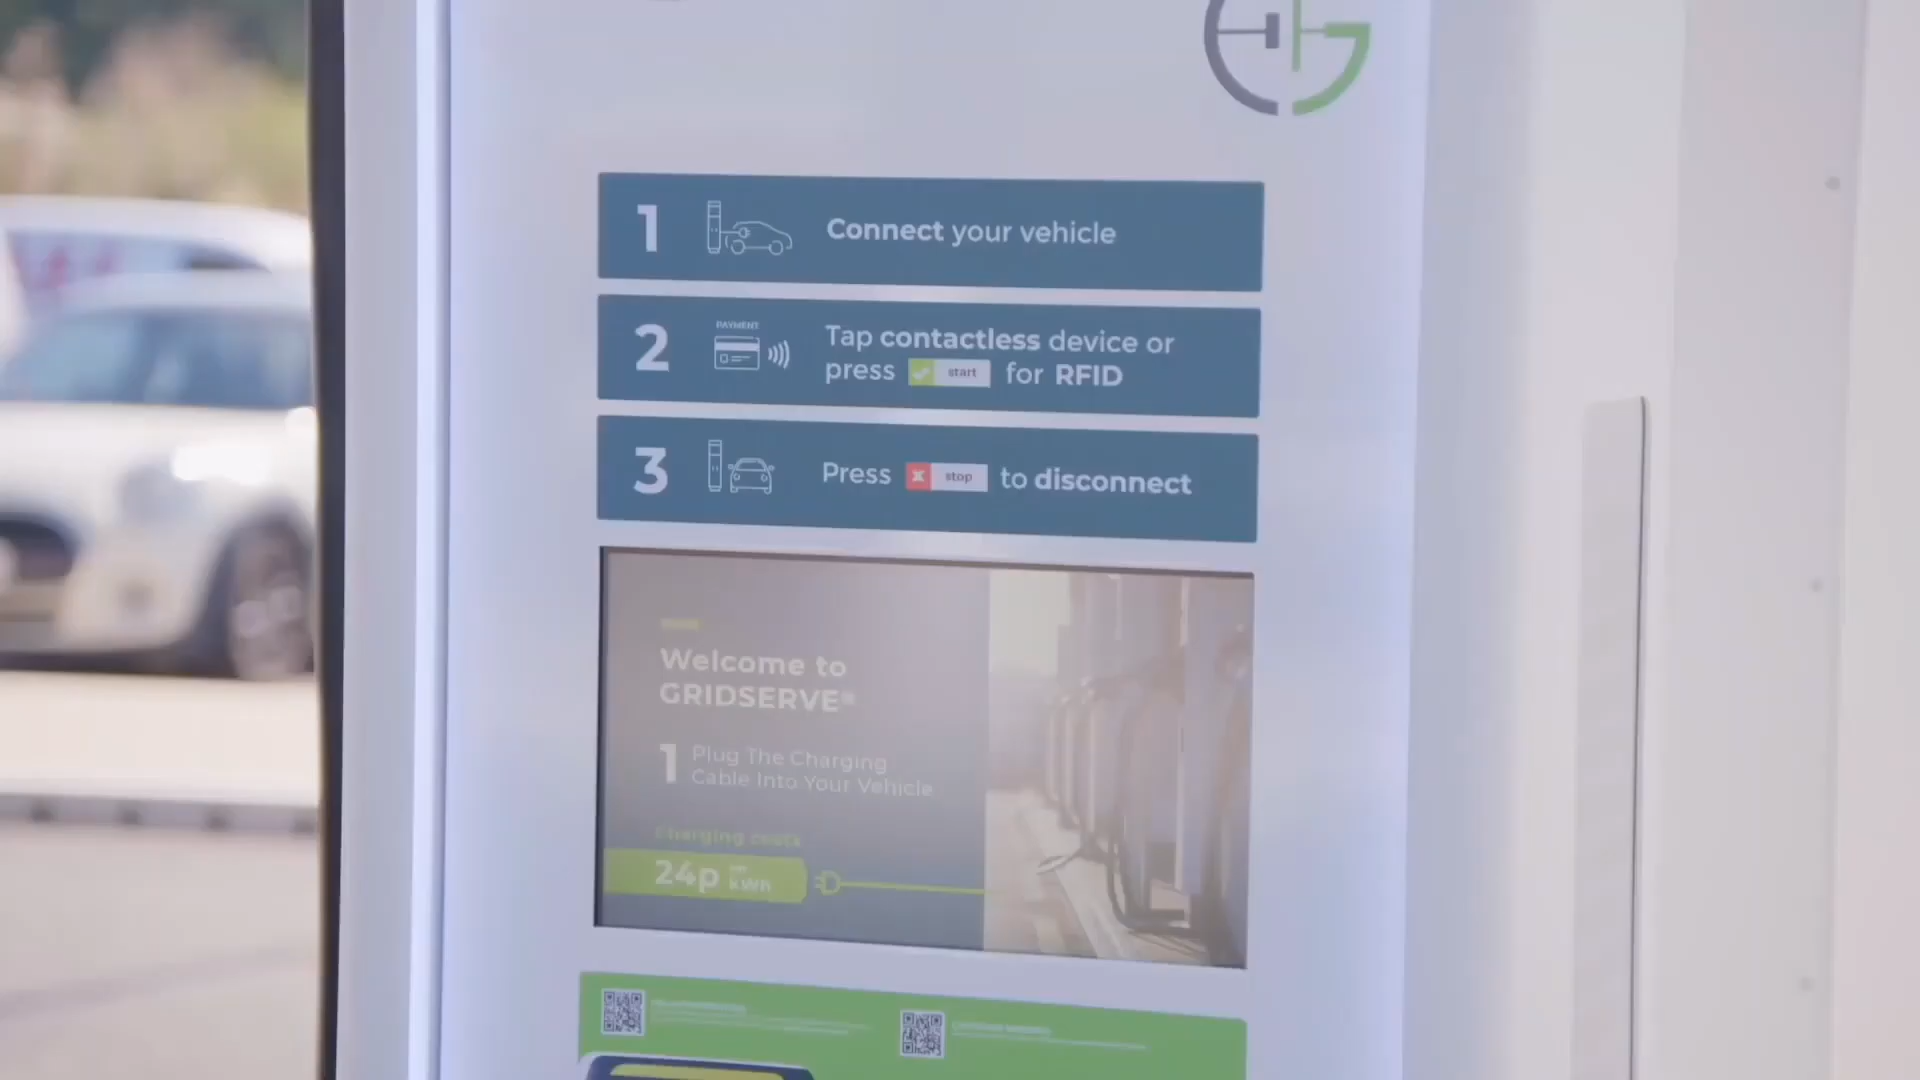 1 Connect your vehicle
2 PAYMENT Tap contactless device or
press start for RFID
3 Press stop to disconnect
Welcome to
GRIDSERVE®
1 Plug The Charging
Cable Into Your Vehicle
Charging costs
24p per
kWh